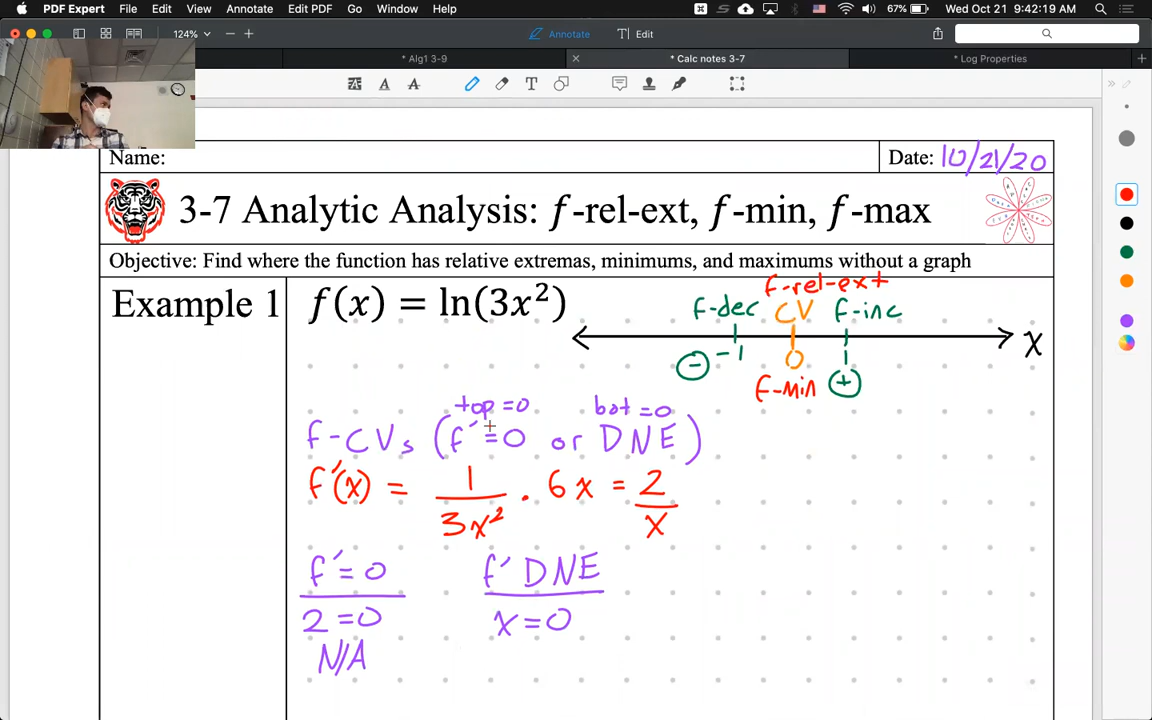 PDF Expert File Edit View Annotate Edit PDF Go Window Help 67% Wed Oct 21 9:42:19 AM
124% Annotate Edit
* Alg1 3-9 * Calc notes 3-7 * Log Properties
Name: Date: 10/21/20
3-7 Analytic Analysis: f-rel-ext, f-min, f-max
Objective: Find where the function has relative extremas, minimums, and maximums without a graph
Example 1 f(x) = ln(3x²)
f-rel-ext
f-dec CV f-inc
x
⊖ -1 0 1
f-min ⊕
top =0 bot =0
f-CVs (f′=0 or DNE)
f′(x) = 1/3x² · 6x = 2/x
f′=0 f′ DNE
2=0 x=0
N/A